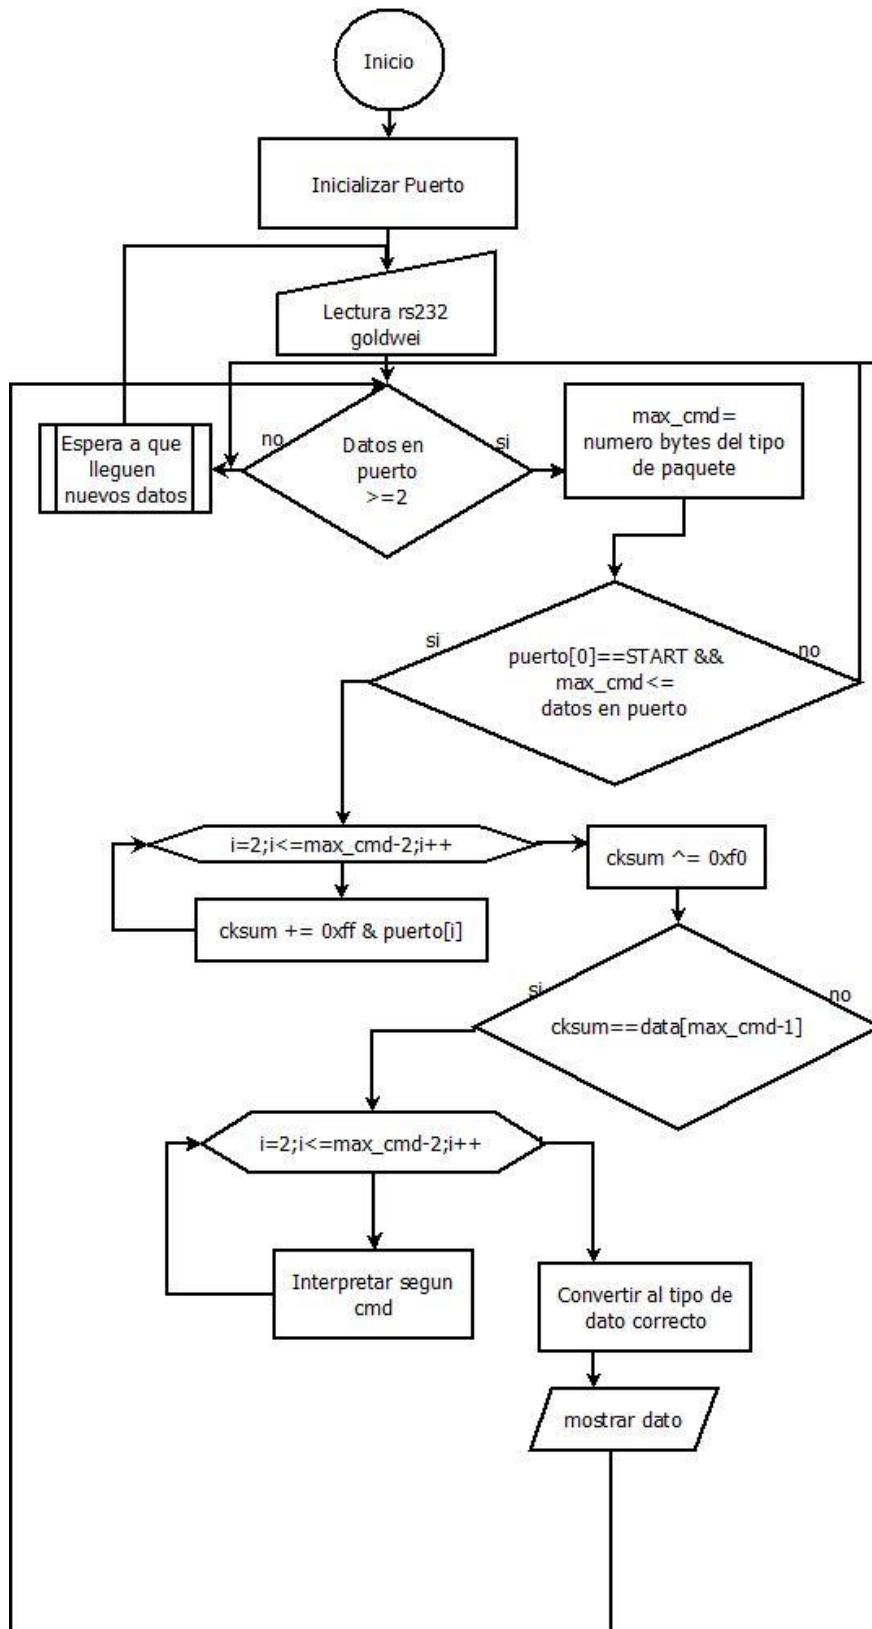 Inicio
Inicializar Puerto
Lectura rs232
goldwei
Espera a que
lleguen
nuevos datos
no
Datos en
puerto
>=2
si
max_cmd=
numero bytes del tipo
de paquete
si
puerto[0]==START &&
max_cmd<=
datos en puerto
no
i=2;i<=max_cmd-2;i++
cksum ^= 0xf0
cksum += 0xff & puerto[i]
si
cksum==data[max_cmd-1]
no
i=2;i<=max_cmd-2;i++
Interpretar segun
cmd
Convertir al tipo de
dato correcto
mostrar dato